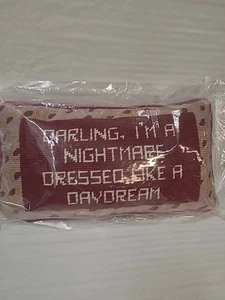 DARLING, I'M A
NIGHTMARE
DRESSED LIKE A
DAYDREAM